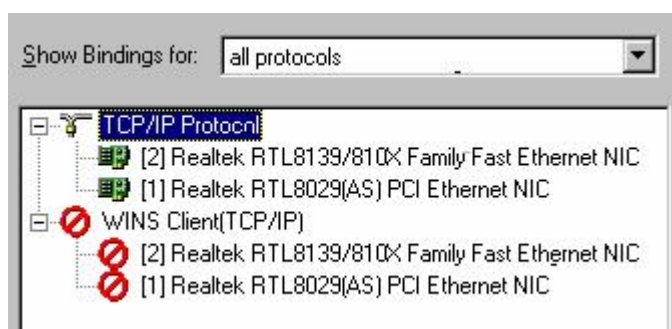 Show Bindings for: all protocols
TCP/IP Protocol
[2] Realtek RTL8139/810X Family Fast Ethernet NIC
[1] Realtek RTL8029(AS) PCI Ethernet NIC
WINS Client(TCP/IP)
[2] Realtek RTL8139/810X Family Fast Ethernet NIC
[1] Realtek RTL8029(AS) PCI Ethernet NIC